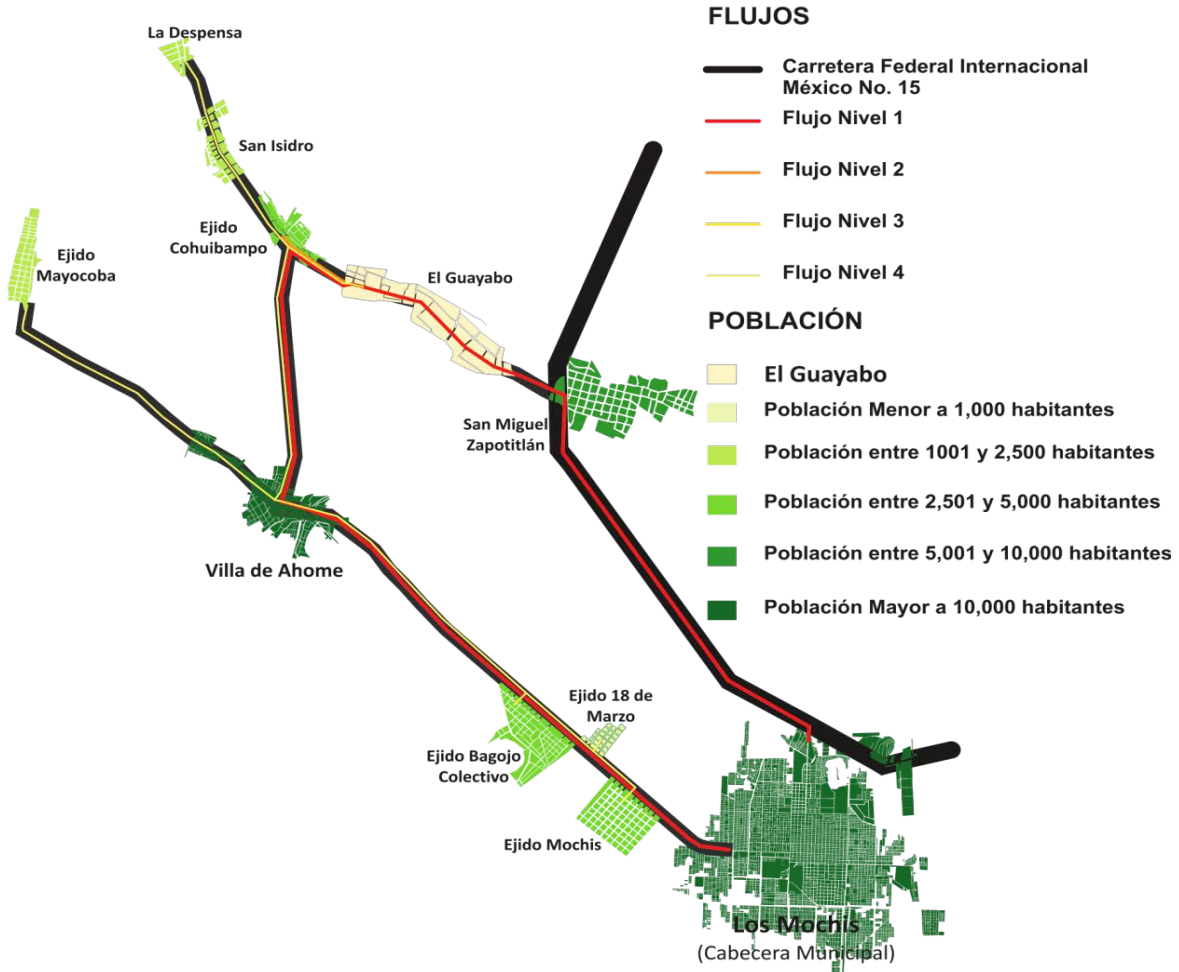 FLUJOS
Carretera Federal Internacional
México No. 15
Flujo Nivel 1
Flujo Nivel 2
Flujo Nivel 3
Flujo Nivel 4
POBLACIÓN
El Guayabo
Población Menor a 1,000 habitantes
Población entre 1001 y 2,500 habitantes
Población entre 2,501 y 5,000 habitantes
Población entre 5,001 y 10,000 habitantes
Población Mayor a 10,000 habitantes
La Despensa
San Isidro
Ejido
Cohuibampo
Ejido
Mayocoba
El Guayabo
San Miguel
Zapotitlán
Villa de Ahome
Ejido 18 de
Marzo
Ejido Bagojo
Colectivo
Ejido Mochis
Los Mochis
(Cabecera Municipal)